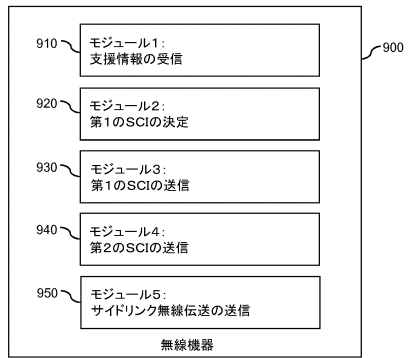 910
モジュール1:
支援情報の受信
900
920
モジュール2:
第1のSCIの決定
930
モジュール3:
第1のSCIの送信
940
モジュール4:
第2のSCIの送信
950
モジュール5:
サイドリンク無線伝送の送信
無線機器